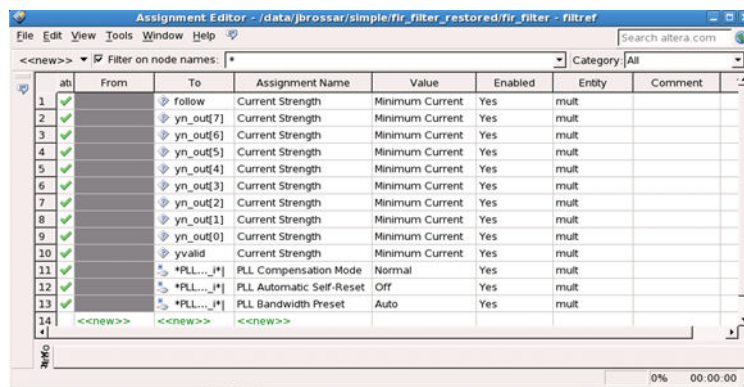 Assignment Editor - /data/jbrossar/simple/fir_filter_restored/fir_filter - filtref
File Edit View Tools Window Help Search altera.com
<<new>> Filter on node names: * Category: All
atı From To Assignment Name Value Enabled Entity Comment
1 follow Current Strength Minimum Current Yes mult
2 yn_out[7] Current Strength Minimum Current Yes mult
3 yn_out[6] Current Strength Minimum Current Yes mult
4 yn_out[5] Current Strength Minimum Current Yes mult
5 yn_out[4] Current Strength Minimum Current Yes mult
6 yn_out[3] Current Strength Minimum Current Yes mult
7 yn_out[2] Current Strength Minimum Current Yes mult
8 yn_out[1] Current Strength Minimum Current Yes mult
9 yn_out[0] Current Strength Minimum Current Yes mult
10 yvalid Current Strength Minimum Current Yes mult
11 *PLL..._i*| PLL Compensation Mode Normal Yes mult
12 *PLL..._i*| PLL Automatic Self-Reset Off Yes mult
13 *PLL..._i*| PLL Bandwidth Preset Auto Yes mult
14 <<new>> <<new>> <<new>>
0% 00:00:00